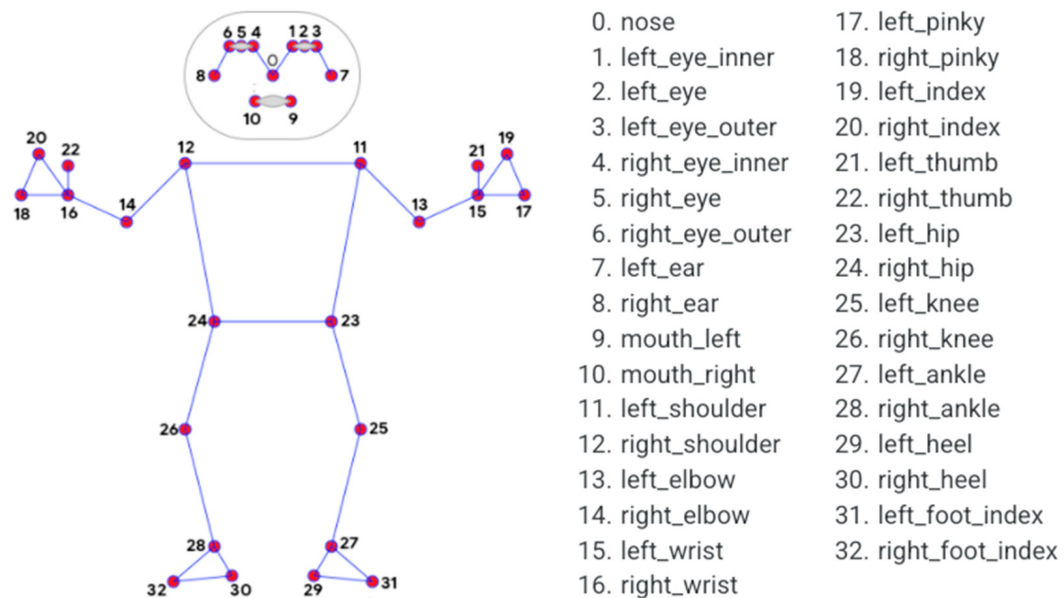 6 5 4 1 2 3
0
8 7
10 9
20 22 12 11 21 19
18 16 14 13 15 17
24 23
26 25
28 27
32 30 29 31
0. nose
1. left_eye_inner
2. left_eye
3. left_eye_outer
4. right_eye_inner
5. right_eye
6. right_eye_outer
7. left_ear
8. right_ear
9. mouth_left
10. mouth_right
11. left_shoulder
12. right_shoulder
13. left_elbow
14. right_elbow
15. left_wrist
16. right_wrist
17. left_pinky
18. right_pinky
19. left_index
20. right_index
21. left_thumb
22. right_thumb
23. left_hip
24. right_hip
25. left_knee
26. right_knee
27. left_ankle
28. right_ankle
29. left_heel
30. right_heel
31. left_foot_index
32. right_foot_index